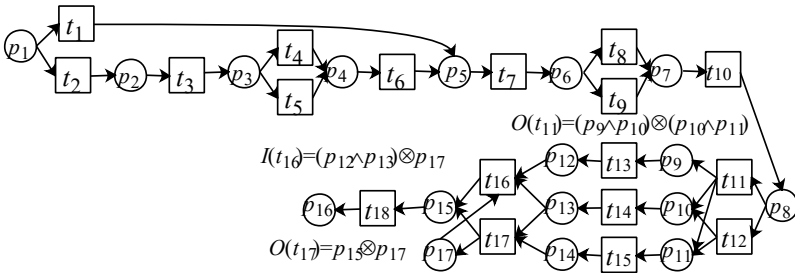 t1
p1
t2
p2
t3
p3
t4
t5
p4
t6
p5
t7
p6
t8
t9
p7
t10
O(t11)=(p9∧p10)⊗(p10∧p11)
I(t16)=(p12∧p13)⊗p17
p12
t13
p9
t16
t11
p16
t18
p15
p13
t14
p10
p8
O(t17)=p15⊗p17
p17
t17
t12
p14
t15
p11